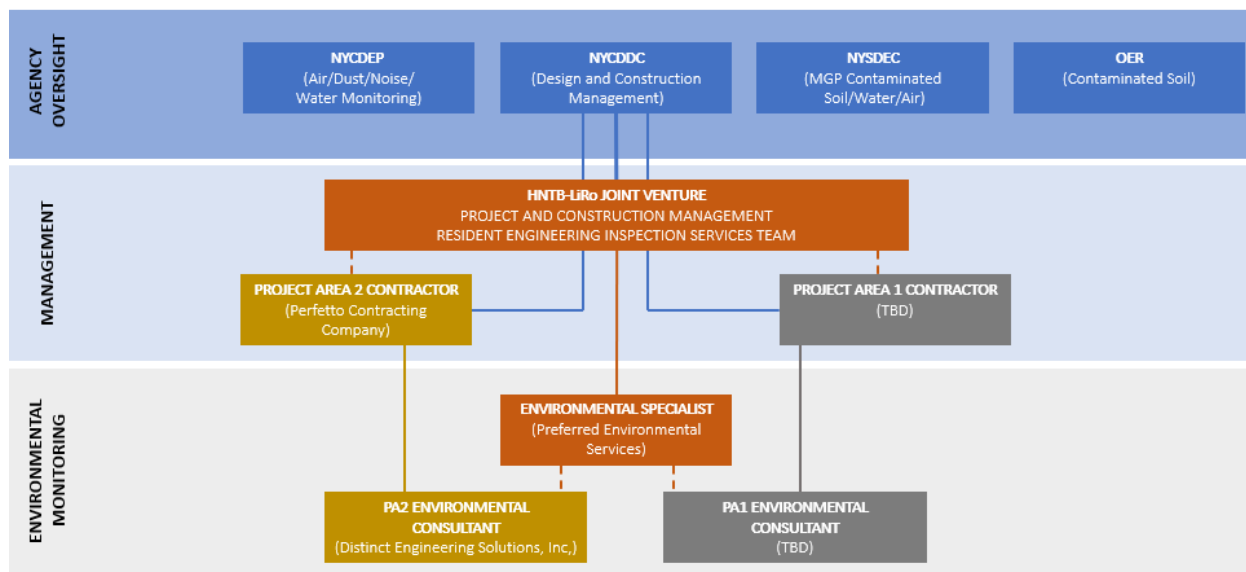 AGENCY
OVERSIGHT
NYCDEP
(Air/Dust/Noise/
Water Monitoring)
NYCDDC
(Design and Construction
Management)
NYSDEC
(MGP Contaminated
Soil/Water/Air)
OER
(Contaminated Soil)
MANAGEMENT
HNTB-LiRo JOINT VENTURE
PROJECT AND CONSTRUCTION MANAGEMENT
RESIDENT ENGINEERING INSPECTION SERVICES TEAM
PROJECT AREA 2 CONTRACTOR
(Perfetto Contracting
Company)
PROJECT AREA 1 CONTRACTOR
(TBD)
ENVIRONMENTAL
MONITORING
ENVIRONMENTAL SPECIALIST
(Preferred Environmental
Services)
PA2 ENVIRONMENTAL
CONSULTANT
(Distinct Engineering Solutions, Inc,)
PA1 ENVIRONMENTAL
CONSULTANT
(TBD)